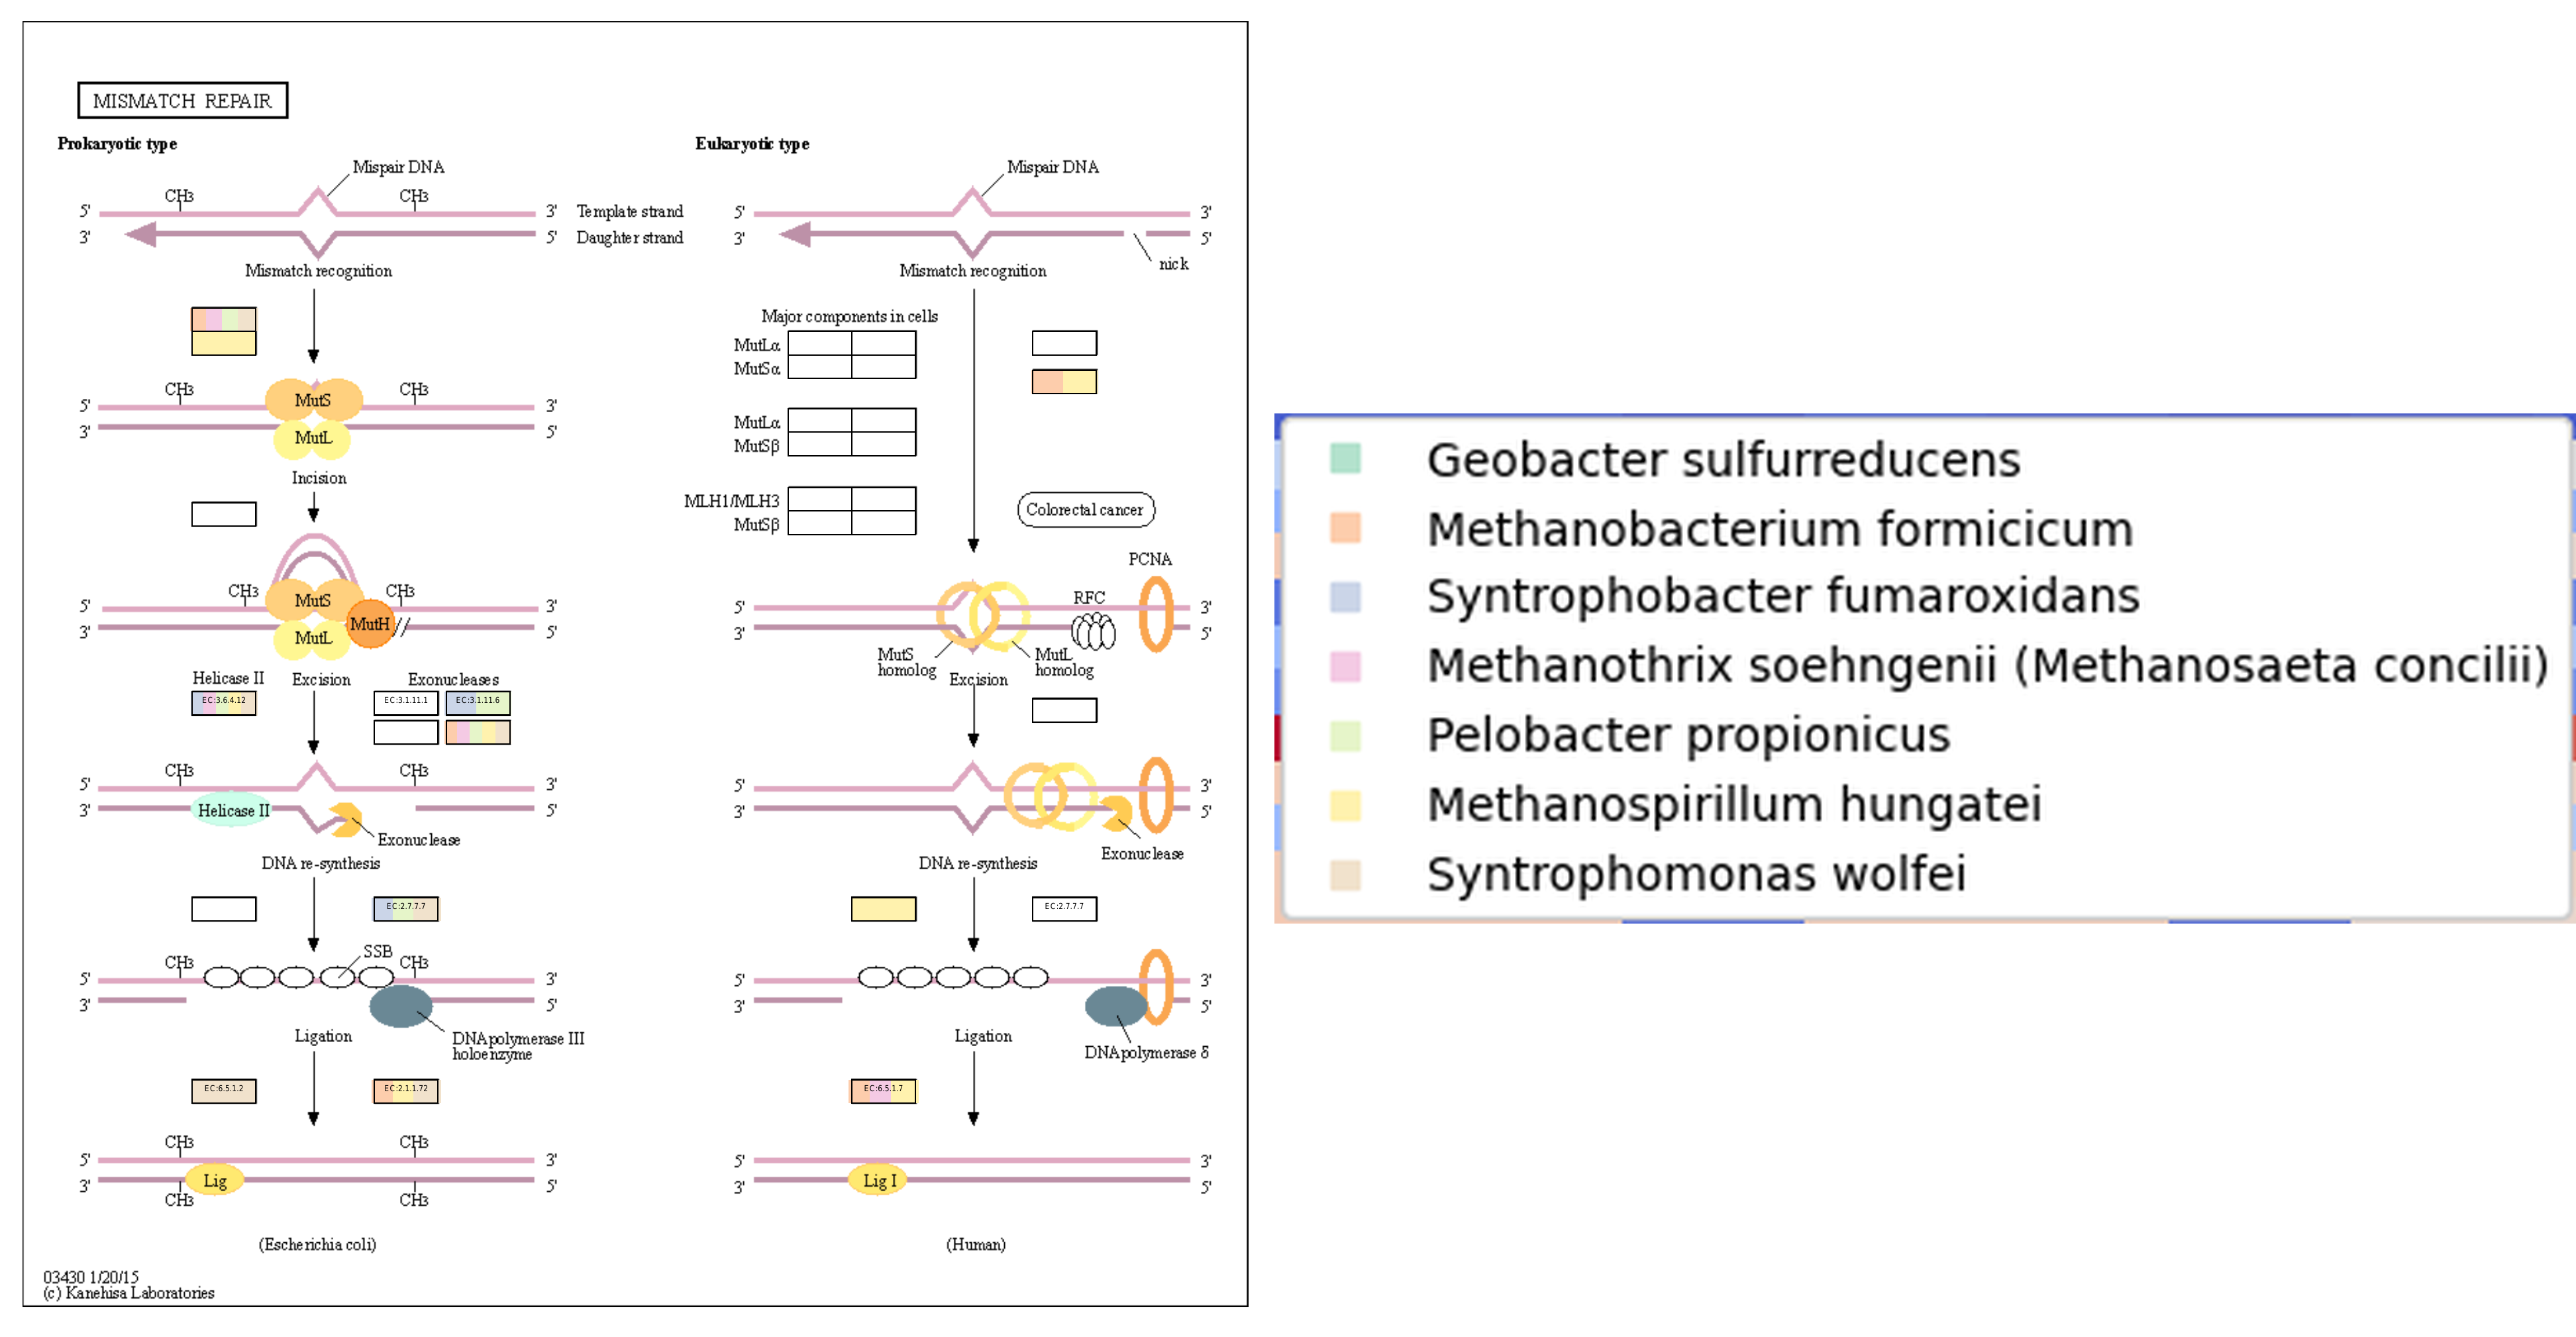 MISMATCH REPAIR
Prokaryotic type
Mispair DNA
CH3
CH3
5'
3'
Template strand
3'
5'
Daughter strand
Mismatch recognition
CH3
CH3
MutS
5'
3'
3'
5'
MutL
Incision
CH3
CH3
MutS
5'
3'
MutH
3'
5'
MutL
Helicase II
Excision
Exonucleases
EC:3.6.4.12
EC:3.1.11.1
EC:3.1.11.6
CH3
CH3
5'
3'
3'
5'
Helicase II
Exonuclease
DNA re-synthesis
EC:2.7.7.7
SSB
CH3
CH3
5'
3'
3'
5'
Ligation
DNA polymerase III
holoenzyme
EC:6.5.1.2
EC:2.1.1.72
CH3
CH3
5'
3'
3'
5'
Lig
CH3
CH3
(Escherichia coli)
03430 1/20/15
(c) Kanehisa Laboratories
Eukaryotic type
Mispair DNA
5'
3'
3'
5'
nick
Mismatch recognition
Major components in cells
MutLα
MutSα
MutLα
MutSβ
MLH1/MLH3
MutSβ
Colorectal cancer
PCNA
RFC
5'
3'
3'
5'
MutS
homolog
MutL
homolog
Excision
5'
3'
3'
5'
Exonuclease
DNA re-synthesis
EC:2.7.7.7
5'
3'
3'
5'
Ligation
DNA polymerase δ
EC:6.5.1.7
5'
3'
3'
5'
Lig I
(Human)
Geobacter sulfurreducens
Methanobacterium formicicum
Syntrophobacter fumaroxidans
Methanothrix soehngenii (Methanosaeta concilii)
Pelobacter propionicus
Methanospirillum hungatei
Syntrophomonas wolfei